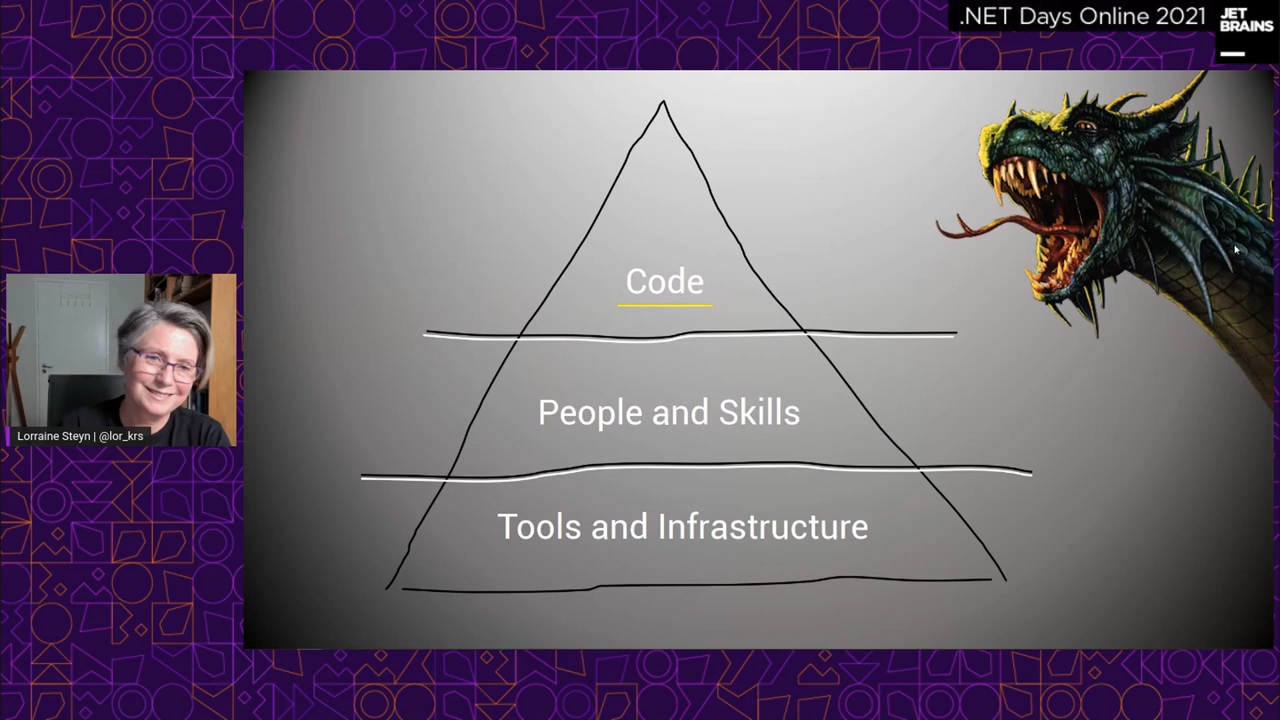 .NET Days Online 2021
JET
BRAINS
Code
People and Skills
Tools and Infrastructure
Lorraine Steyn | @lor_krs